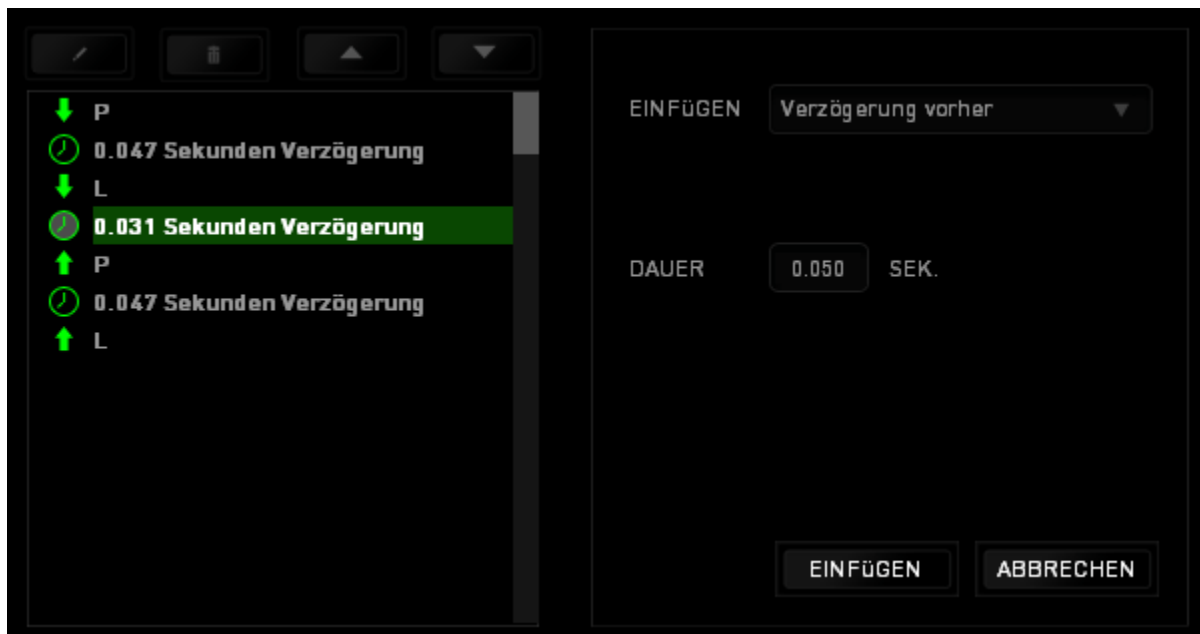 P
0.047 Sekunden Verzögerung
L
0.031 Sekunden Verzögerung
P
0.047 Sekunden Verzögerung
L
EINFüGEN Verzögerung vorher
DAUER 0.050 SEK.
EINFüGEN ABBRECHEN